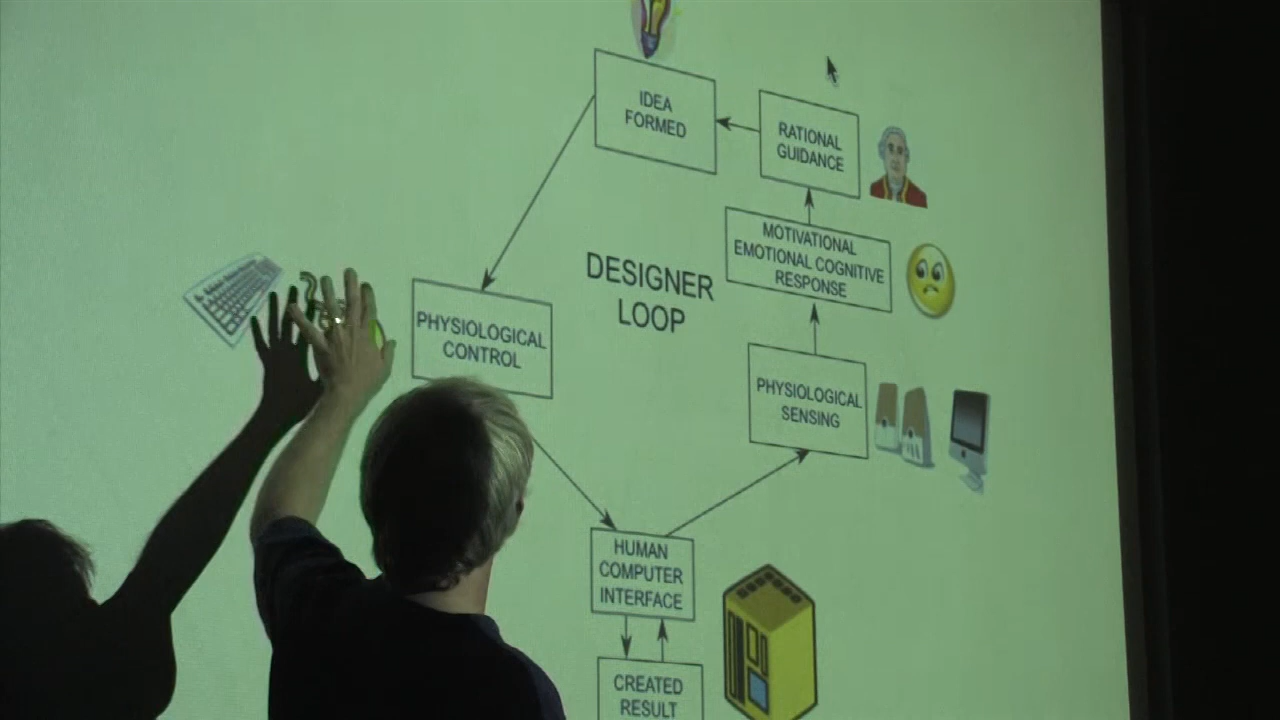 IDEA
FORMED
RATIONAL
GUIDANCE
MOTIVATIONAL
EMOTIONAL COGNITIVE
RESPONSE
DESIGNER
LOOP
PHYSIOLOGICAL
CONTROL
PHYSIOLOGICAL
SENSING
HUMAN
COMPUTER
INTERFACE
CREATED
RESULT